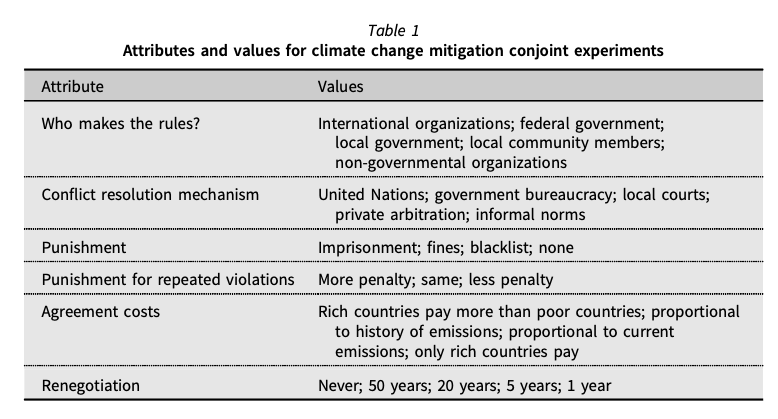 Table 1
Attributes and values for climate change mitigation conjoint experiments
Attribute Values
Who makes the rules? International organizations; federal government;
local government; local community members;
non-governmental organizations
Conflict resolution mechanism United Nations; government bureaucracy; local courts;
private arbitration; informal norms
Punishment Imprisonment; fines; blacklist; none
Punishment for repeated violations More penalty; same; less penalty
Agreement costs Rich countries pay more than poor countries; proportional
to history of emissions; proportional to current
emissions; only rich countries pay
Renegotiation Never; 50 years; 20 years; 5 years; 1 year